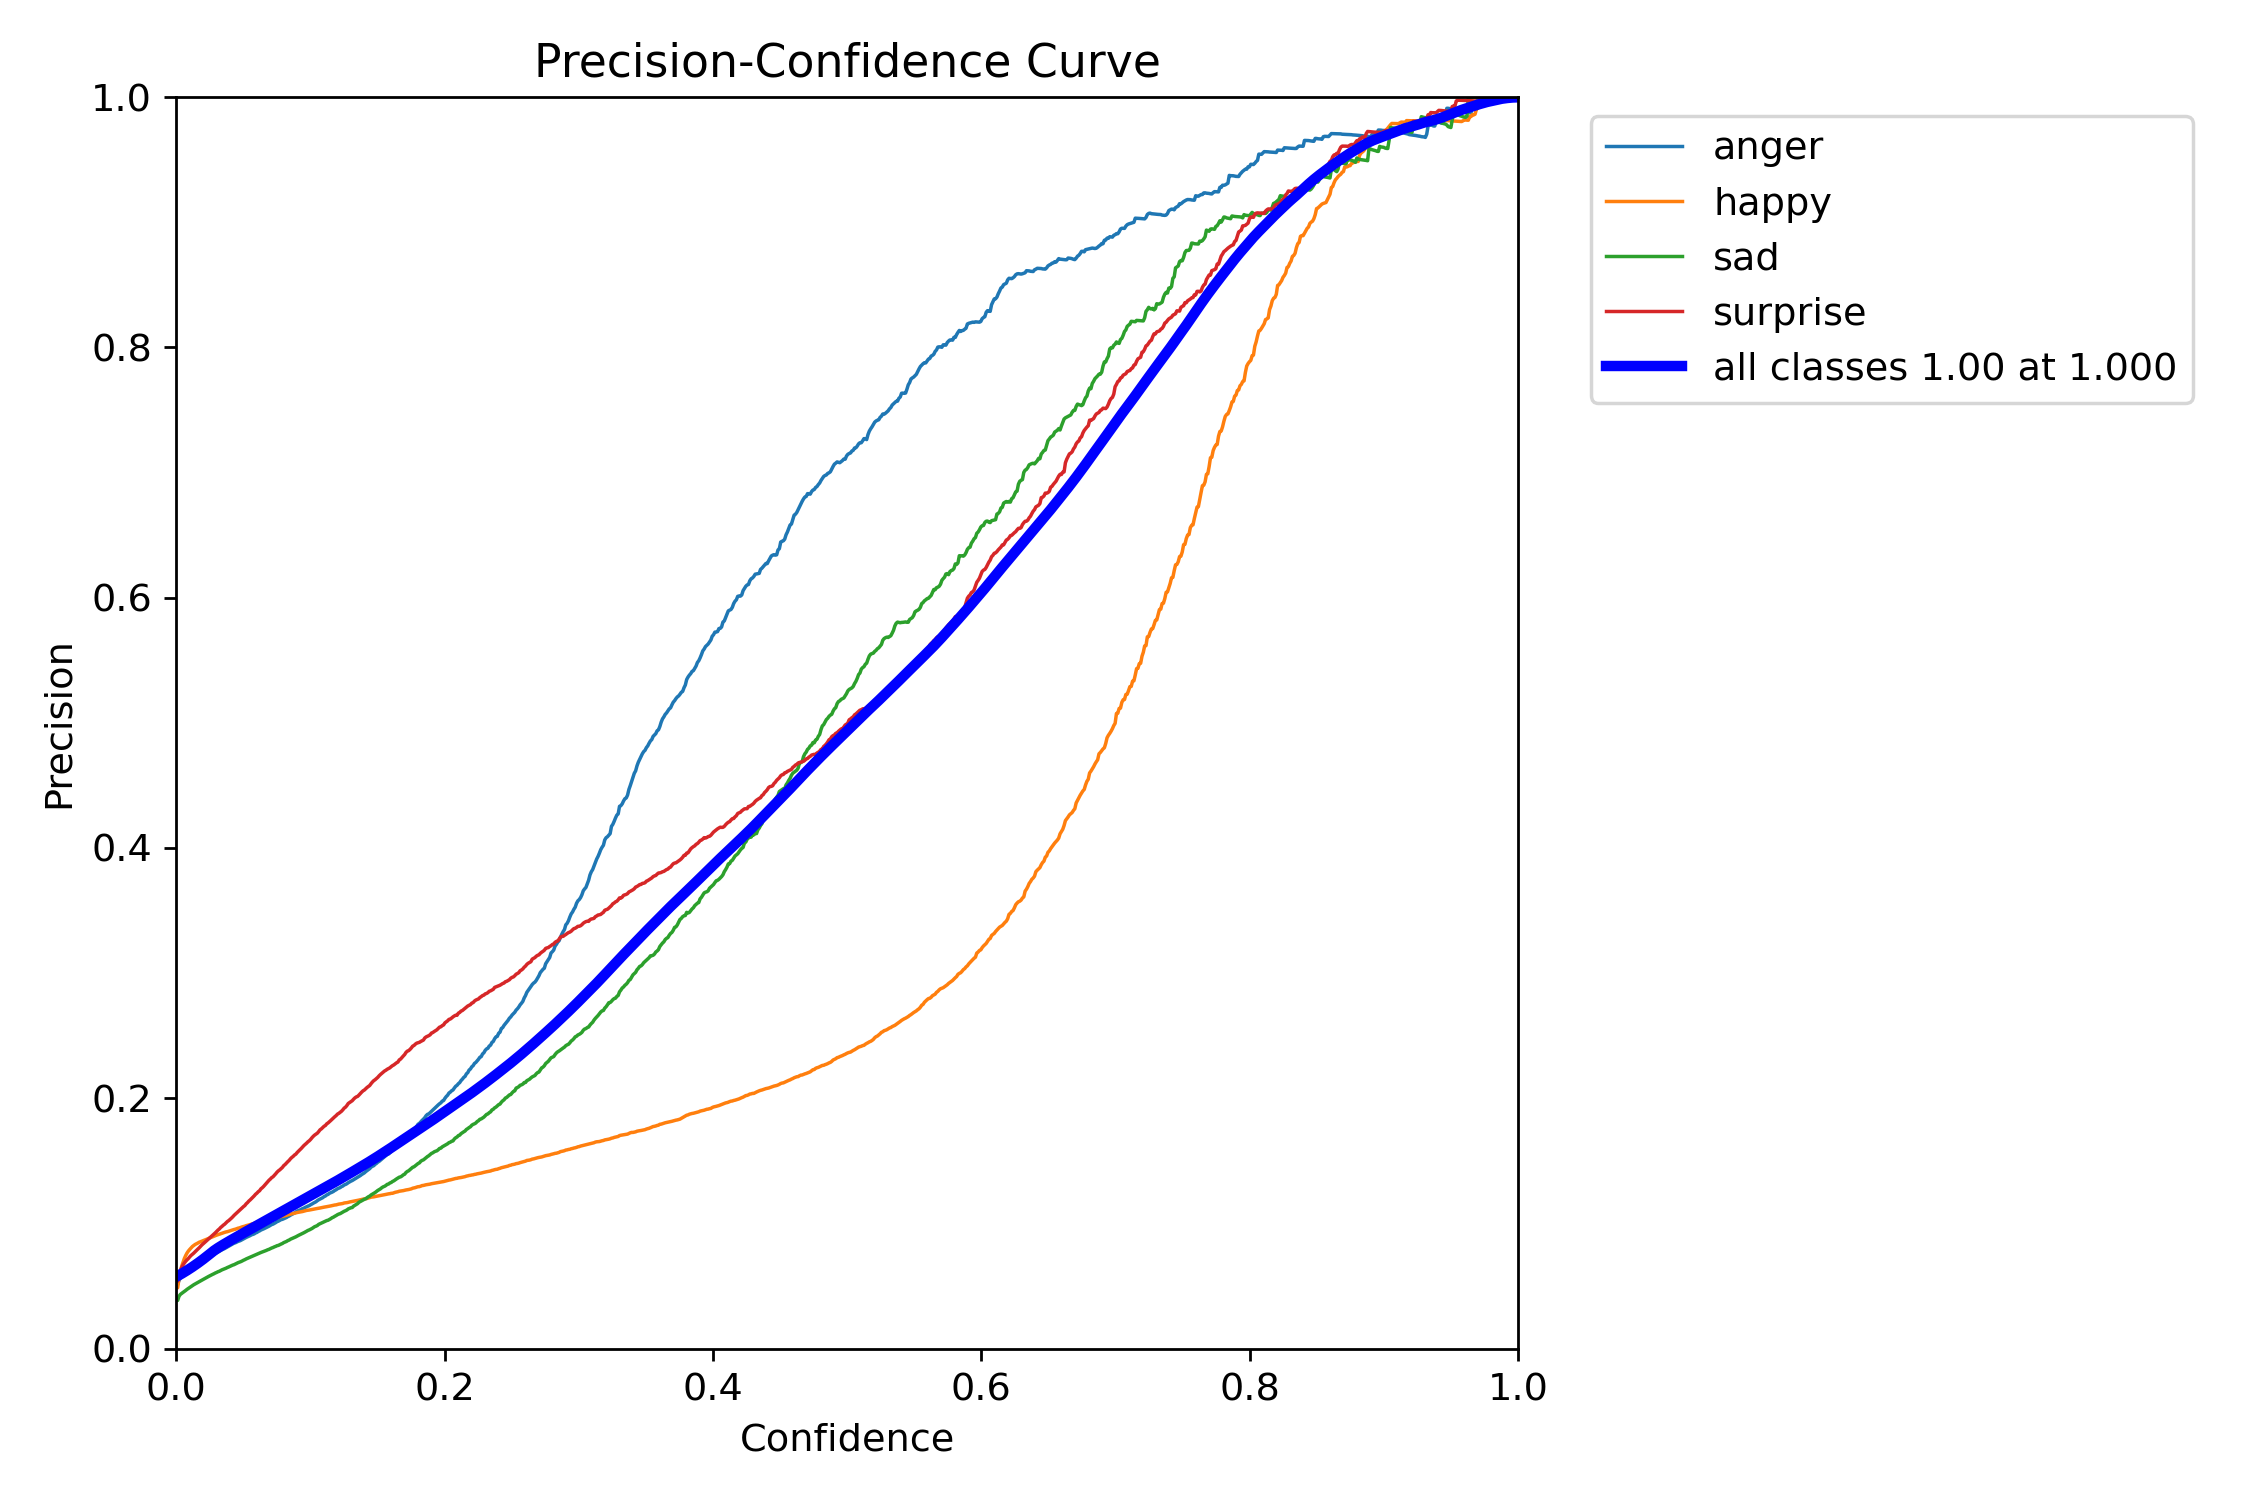 Precision-Confidence Curve
1.0
0.8
0.6
0.4
0.2
0.0
Precision
0.0 0.2 0.4 0.6 0.8 1.0
Confidence
anger
happy
sad
surprise
all classes 1.00 at 1.000